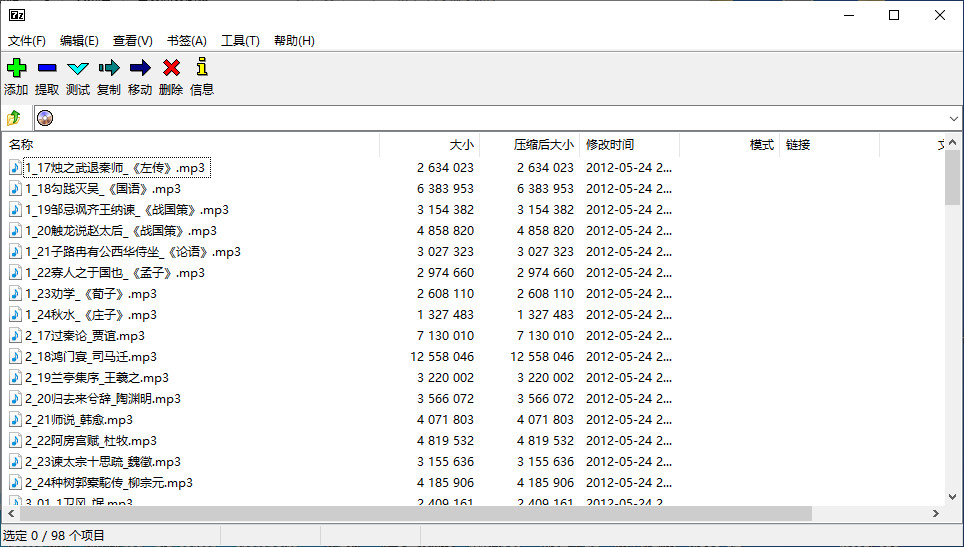 7z
文件(F) 编辑(E) 查看(V) 书签(A) 工具(T) 帮助(H)
添加 提取 测试 复制 移动 删除 信息
名称 大小 压缩后大小 修改时间 模式 链接
1_17烛之武退秦师_《左传》.mp3 2 634 023 2 634 023 2012-05-24 2...
1_18勾践灭吴_《国语》.mp3 6 383 953 6 383 953 2012-05-24 2...
1_19邹忌讽齐王纳谏_《战国策》.mp3 3 154 382 3 154 382 2012-05-24 2...
1_20触龙说赵太后_《战国策》.mp3 4 858 820 4 858 820 2012-05-24 2...
1_21子路冉有公西华侍坐_《论语》.mp3 3 027 323 3 027 323 2012-05-24 2...
1_22寡人之于国也_《孟子》.mp3 2 974 660 2 974 660 2012-05-24 2...
1_23劝学_《荀子》.mp3 2 608 110 2 608 110 2012-05-24 2...
1_24秋水_《庄子》.mp3 1 327 483 1 327 483 2012-05-24 2...
2_17过秦论_贾谊.mp3 7 130 010 7 130 010 2012-05-24 2...
2_18鸿门宴_司马迁.mp3 12 558 046 12 558 046 2012-05-24 2...
2_19兰亭集序_王羲之.mp3 3 220 002 3 220 002 2012-05-24 2...
2_20归去来兮辞_陶渊明.mp3 3 566 072 3 566 072 2012-05-24 2...
2_21师说_韩愈.mp3 4 071 803 4 071 803 2012-05-24 2...
2_22阿房宫赋_杜牧.mp3 4 819 532 4 819 532 2012-05-24 2...
2_23谏太宗十思疏_魏徵.mp3 3 155 636 3 155 636 2012-05-24 2...
2_24种树郭橐驼传_柳宗元.mp3 4 185 906 4 185 906 2012-05-24 2...
3_01_1卫风_氓.mp3 2 409 161 2 409 161 2012-05-24 2...
选定 0 / 98 个项目